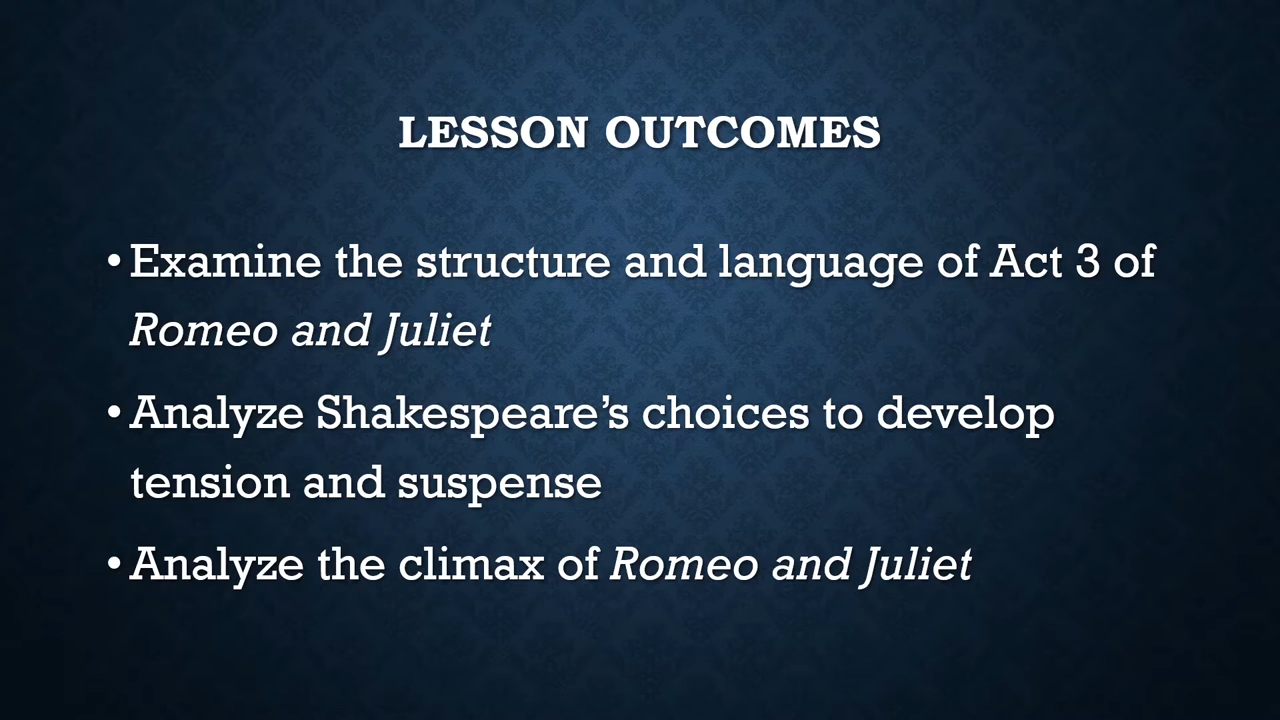 LESSON OUTCOMES
•Examine the structure and language of Act 3 of
Romeo and Juliet
•Analyze Shakespeare’s choices to develop
tension and suspense
•Analyze the climax of Romeo and Juliet